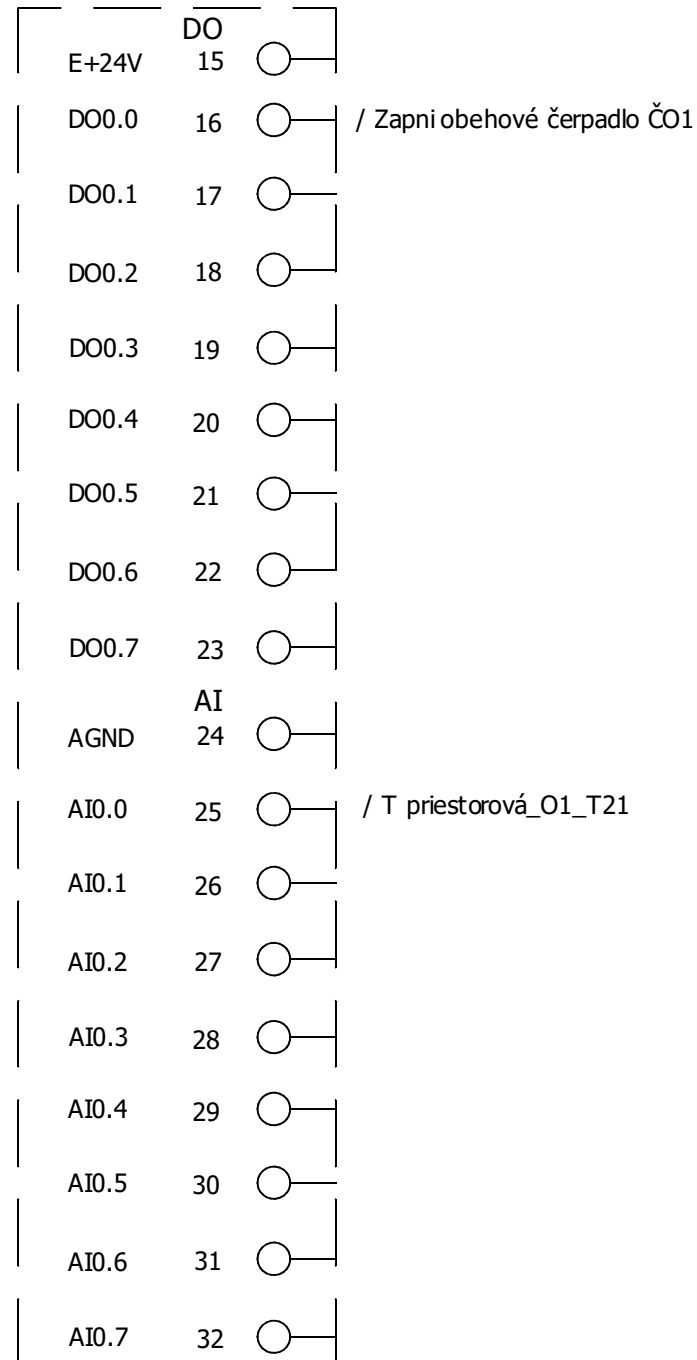 DO
E+24V 15
DO0.0 16 / Zapni obehové čerpadlo ČO1
DO0.1 17
DO0.2 18
DO0.3 19
DO0.4 20
DO0.5 21
DO0.6 22
DO0.7 23
AI
AGND 24
AI0.0 25 / T priestorová_O1_T21
AI0.1 26
AI0.2 27
AI0.3 28
AI0.4 29
AI0.5 30
AI0.6 31
AI0.7 32